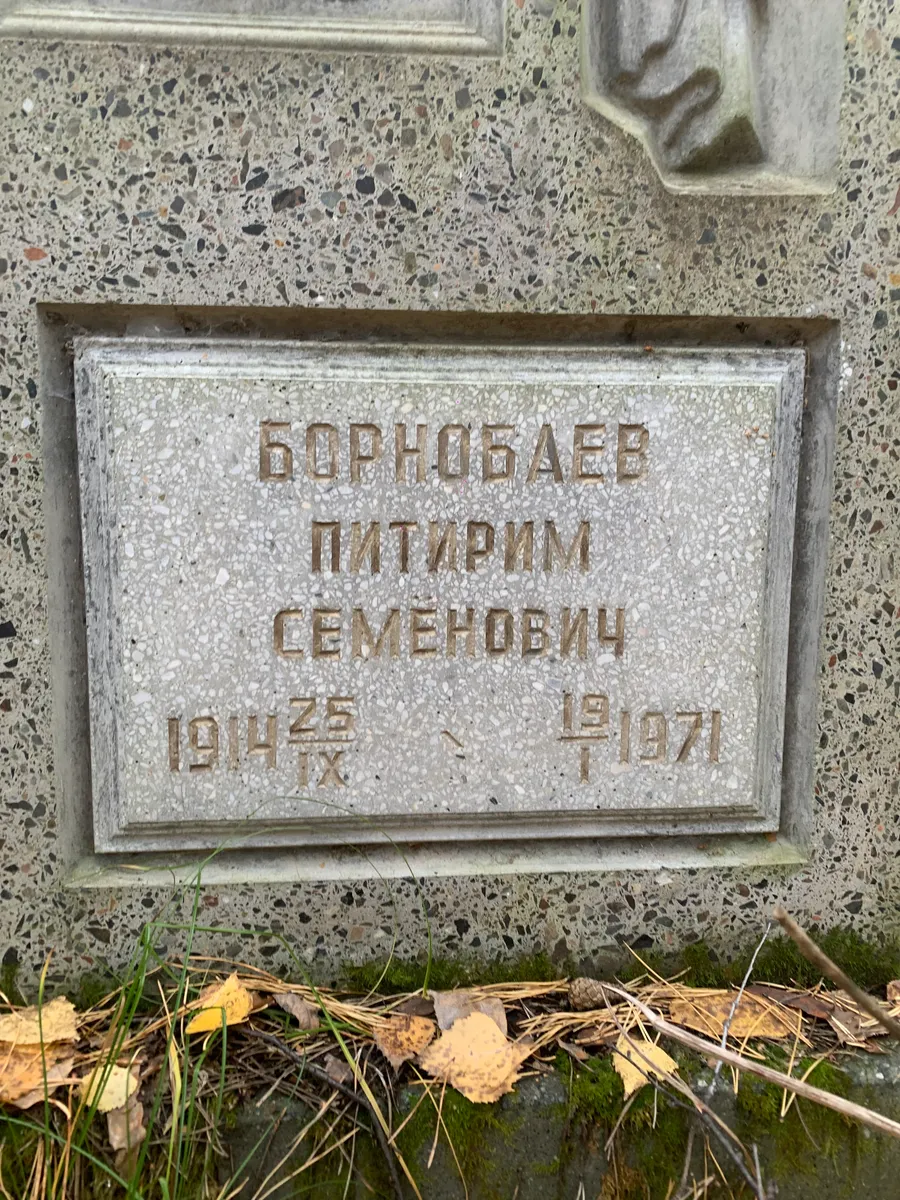 БОРНОБАЕВ
ПИТИРИМ
СЕМЁНОВИЧ
1914 25/IX - 19/I 1971